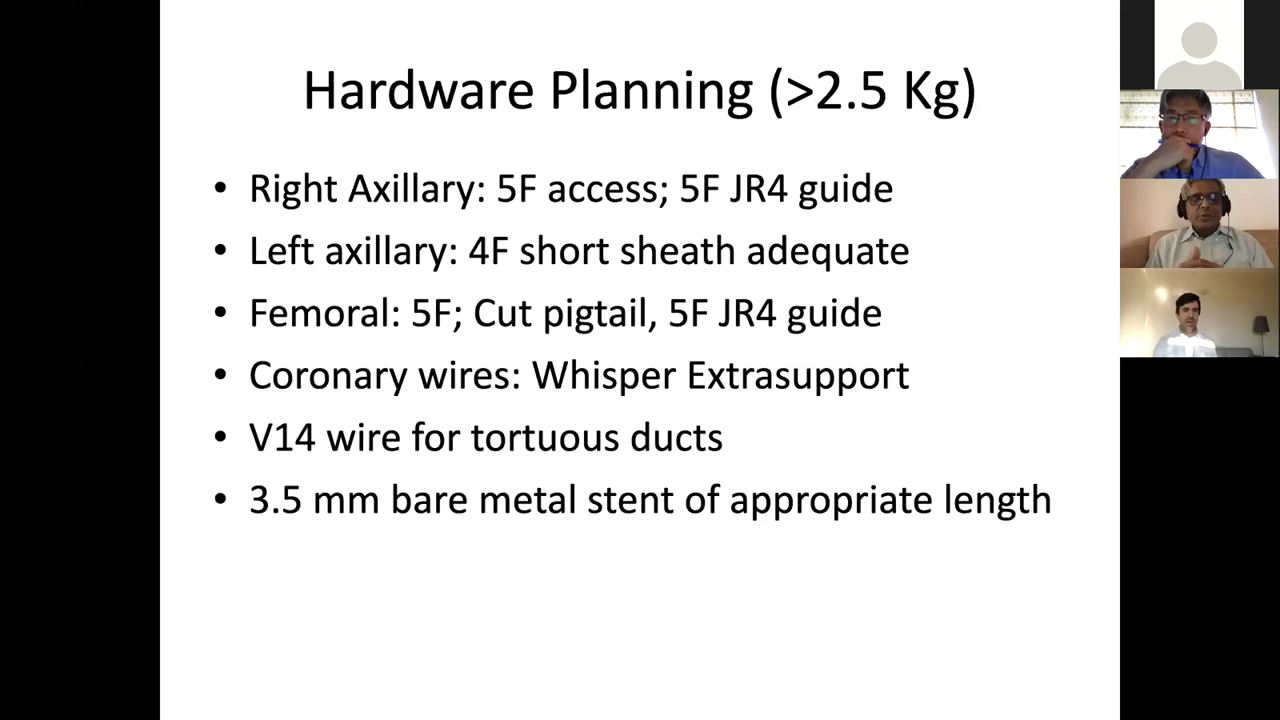 Hardware Planning (>2.5 Kg)
• Right Axillary: 5F access; 5F JR4 guide
• Left axillary: 4F short sheath adequate
• Femoral: 5F; Cut pigtail, 5F JR4 guide
• Coronary wires: Whisper Extrasupport
• V14 wire for tortuous ducts
• 3.5 mm bare metal stent of appropriate length